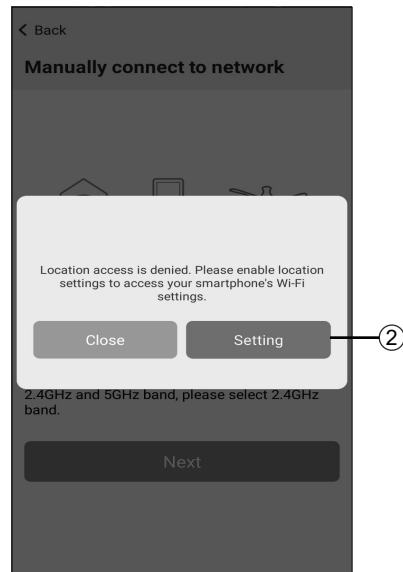 < Back
Manually connect to network
Location access is denied. Please enable location
settings to access your smartphone's Wi-Fi
settings.
Close
Setting
2
2.4GHz and 5GHz band, please select 2.4GHz
band.
Next